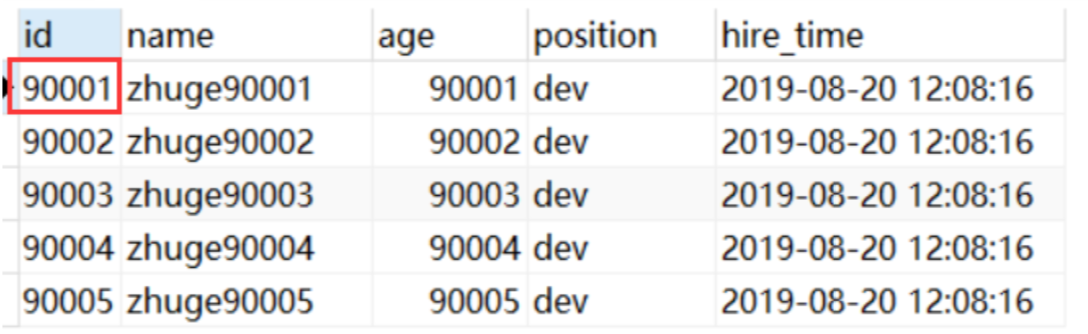 id name age position hire_time
90001 zhuge90001 90001 dev 2019-08-20 12:08:16
90002 zhuge90002 90002 dev 2019-08-20 12:08:16
90003 zhuge90003 90003 dev 2019-08-20 12:08:16
90004 zhuge90004 90004 dev 2019-08-20 12:08:16
90005 zhuge90005 90005 dev 2019-08-20 12:08:16